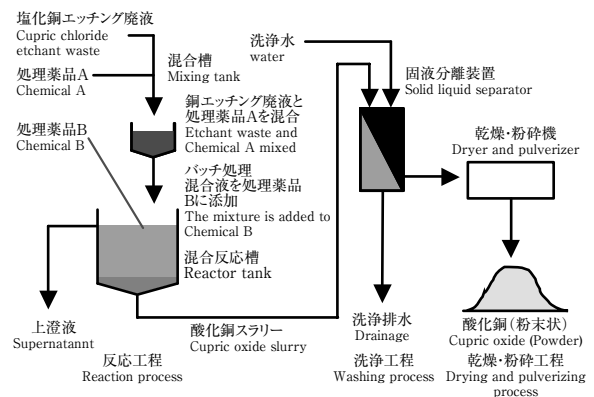 塩化銅エッチング廃液
Cupric chloride
etchant waste
処理薬品A
Chemical A
混合槽
Mixing tank
銅エッチング廃液と
処理薬品Aを混合
Etchant waste and
Chemical A mixed
処理薬品B
Chemical B
バッチ処理
混合液を処理薬品
Bに添加
The mixture is added to
Chemical B
混合反応槽
Reactor tank
上澄液
Supernatannt
酸化銅スラリー
Cupric oxide slurry
反応工程
Reaction process
洗浄水
water
固液分離装置
Solid liquid separator
洗浄排水
Drainage
洗浄工程
Washing process
乾燥・粉砕機
Dryer and pulverizer
酸化銅（粉末状）
Cupric oxide (Powder)
乾燥・粉砕工程
Drying and pulverizing
process